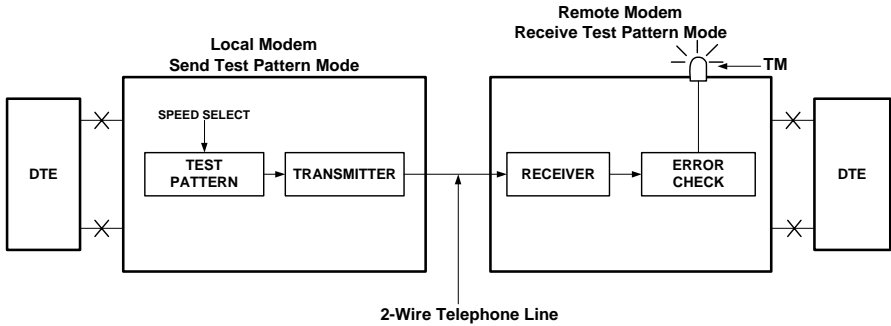 Remote Modem
Receive Test Pattern Mode
Local Modem
Send Test Pattern Mode
TM
SPEED SELECT
DTE
TEST
PATTERN
TRANSMITTER
RECEIVER
ERROR
CHECK
DTE
2-Wire Telephone Line